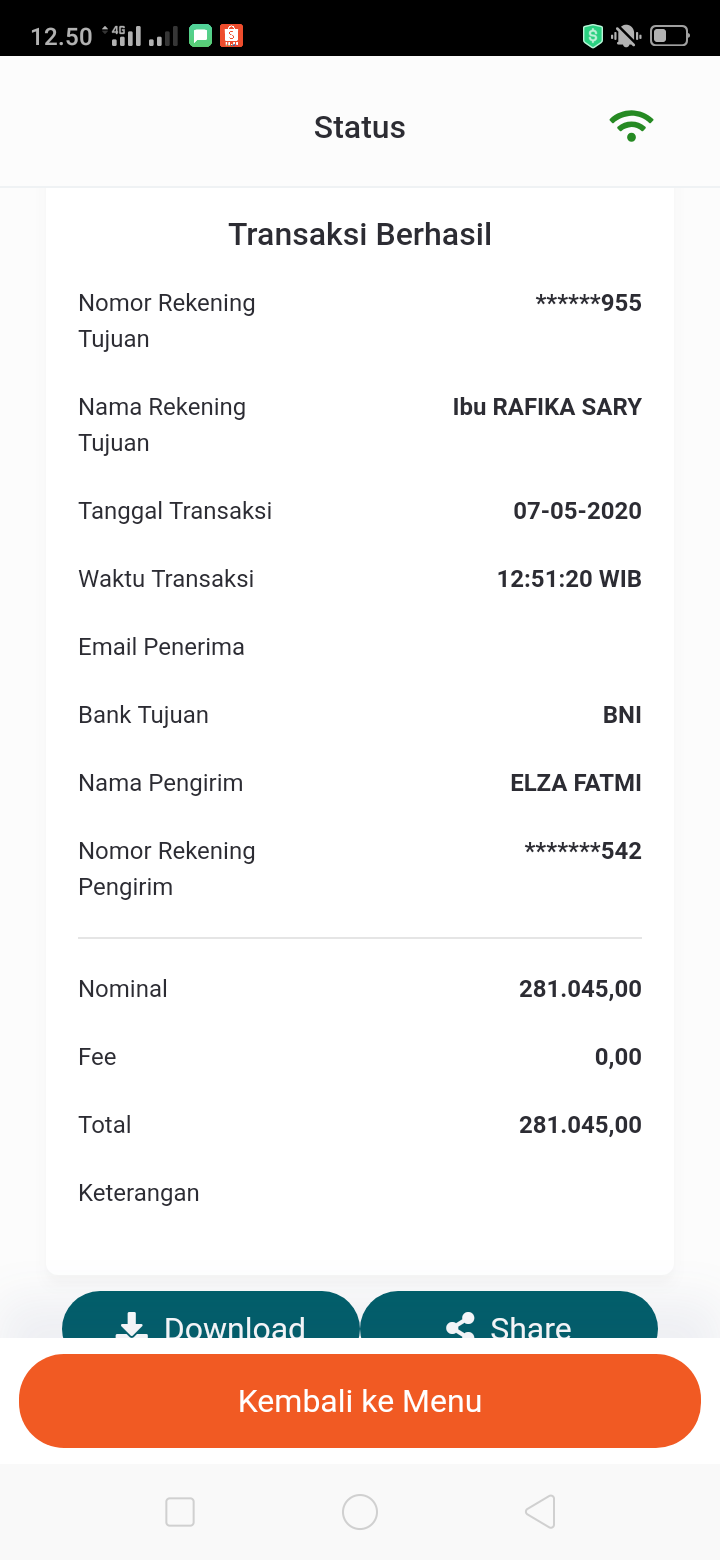 12.50 4G
Status
Transaksi Berhasil
Nomor Rekening ******955
Tujuan
Nama Rekening Ibu RAFIKA SARY
Tujuan
Tanggal Transaksi 07-05-2020
Waktu Transaksi 12:51:20 WIB
Email Penerima
Bank Tujuan BNI
Nama Pengirim ELZA FATMI
Nomor Rekening *******542
Pengirim
Nominal 281.045,00
Fee 0,00
Total 281.045,00
Keterangan
Download Share
Kembali ke Menu